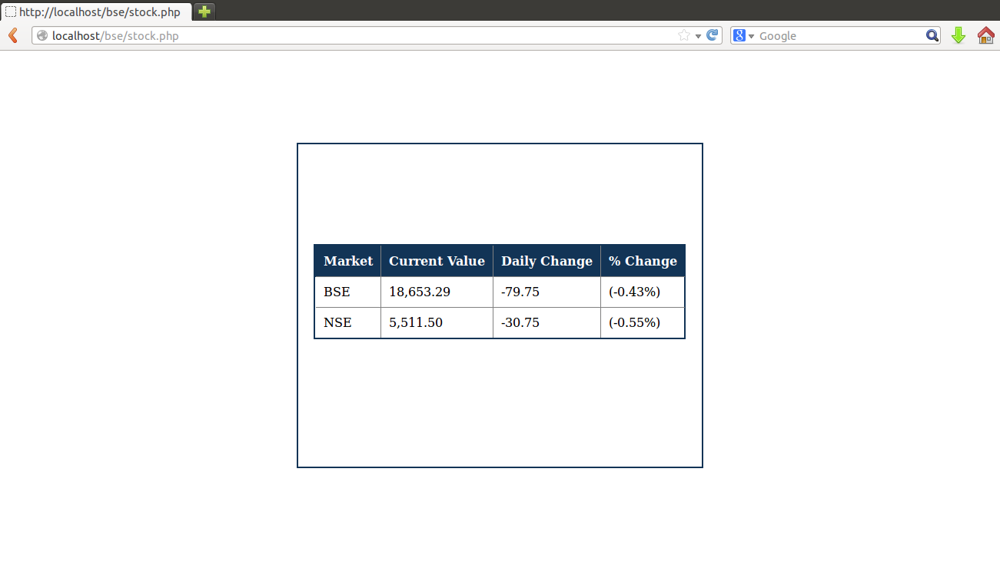 http://localhost/bse/stock.php
localhost/bse/stock.php
Google
Market Current Value Daily Change % Change
BSE 18,653.29 -79.75 (-0.43%)
NSE 5,511.50 -30.75 (-0.55%)